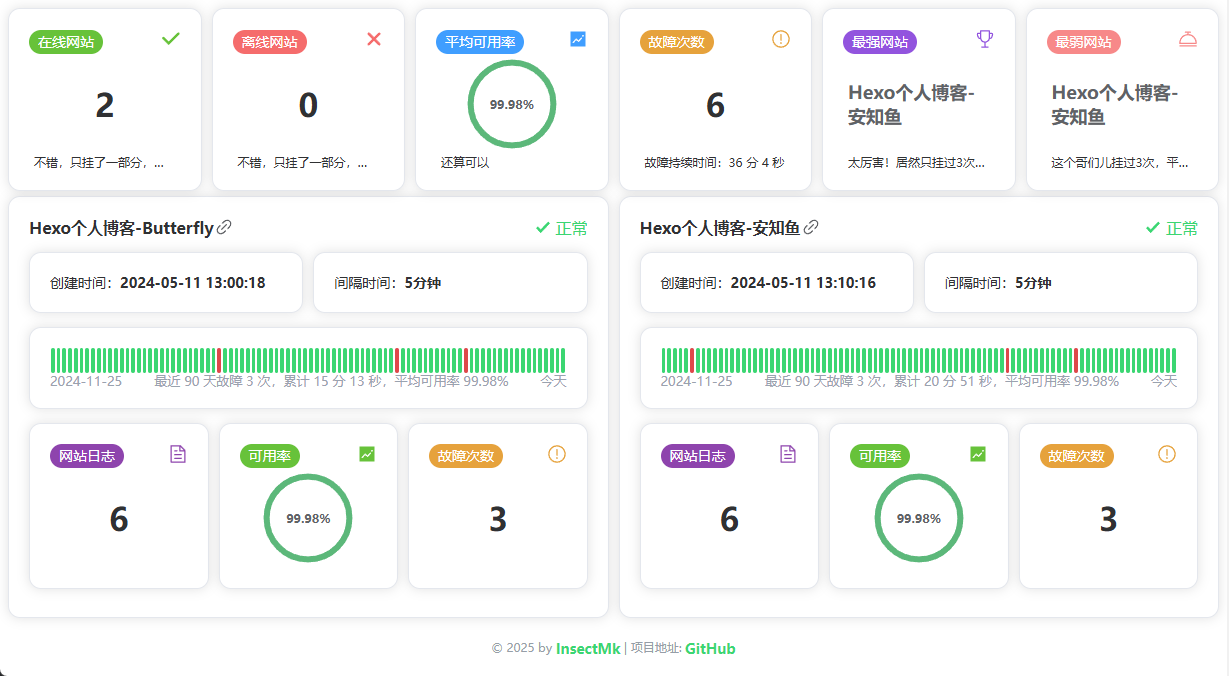 在线网站
2
不错，只挂了一部分，...
离线网站
0
不错，只挂了一部分，...
平均可用率
99.98%
还算可以
故障次数
6
故障持续时间：36 分 4 秒
最强网站
Hexo个人博客-
安知鱼
太厉害！居然只挂过3次...
最弱网站
Hexo个人博客-
安知鱼
这个哥们儿挂过3次，平...
Hexo个人博客-Butterfly
正常
创建时间：2024-05-11 13:00:18
间隔时间：5分钟
2024-11-25 最近 90 天故障 3 次，累计 15 分 13 秒，平均可用率 99.98% 今天
网站日志
6
可用率
99.98%
故障次数
3
Hexo个人博客-安知鱼
正常
创建时间：2024-05-11 13:10:16
间隔时间：5分钟
2024-11-25 最近 90 天故障 3 次，累计 20 分 51 秒，平均可用率 99.98% 今天
网站日志
6
可用率
99.98%
故障次数
3
© 2025 by InsectMk | 项目地址: GitHub